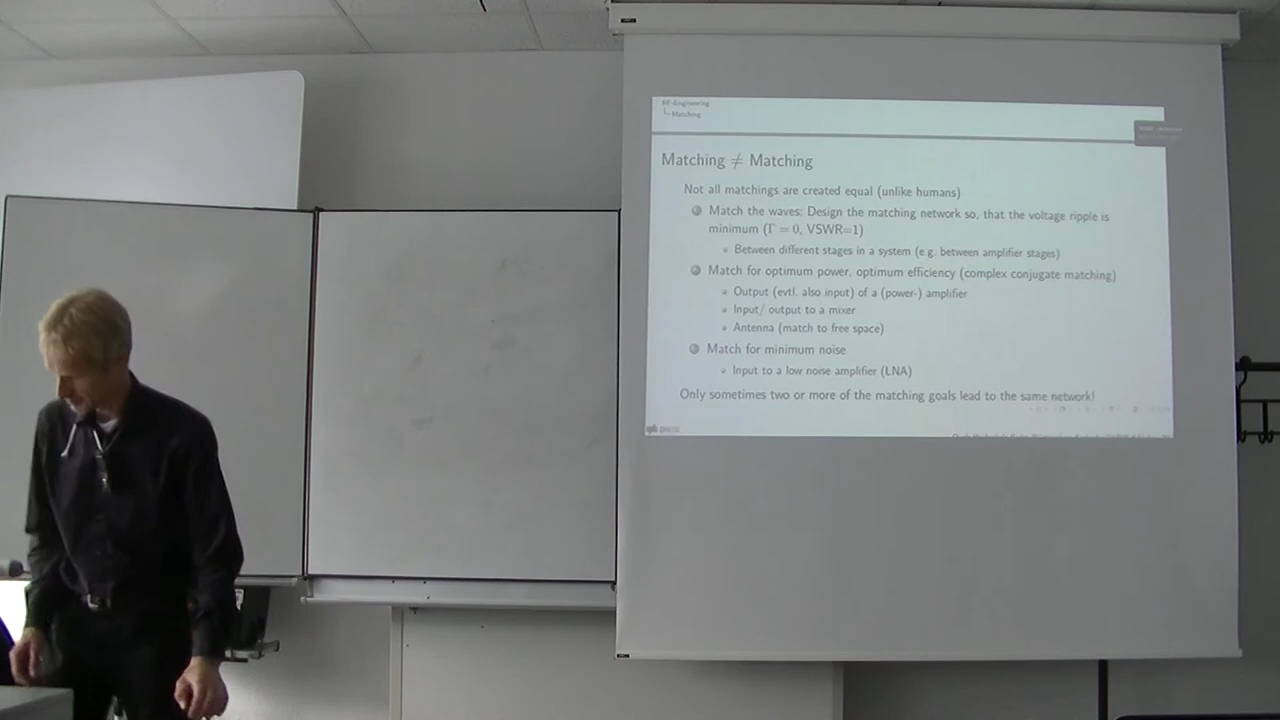 RF-Engineering
Matching
Matching ≠ Matching
Not all matchings are created equal (unlike humans)
Match the waves: Design the matching network so, that the voltage ripple is
minimum (Γ = 0, VSWR=1)
Between different stages in a system (e.g. between amplifier stages)
Match for optimum power, optimum efficiency (complex conjugate matching)
Output (evtl. also input) of a (power-) amplifier
Input/ output to a mixer
Antenna (match to free space)
Match for minimum noise
Input to a low noise amplifier (LNA)
Only sometimes two or more of the matching goals lead to the same network!